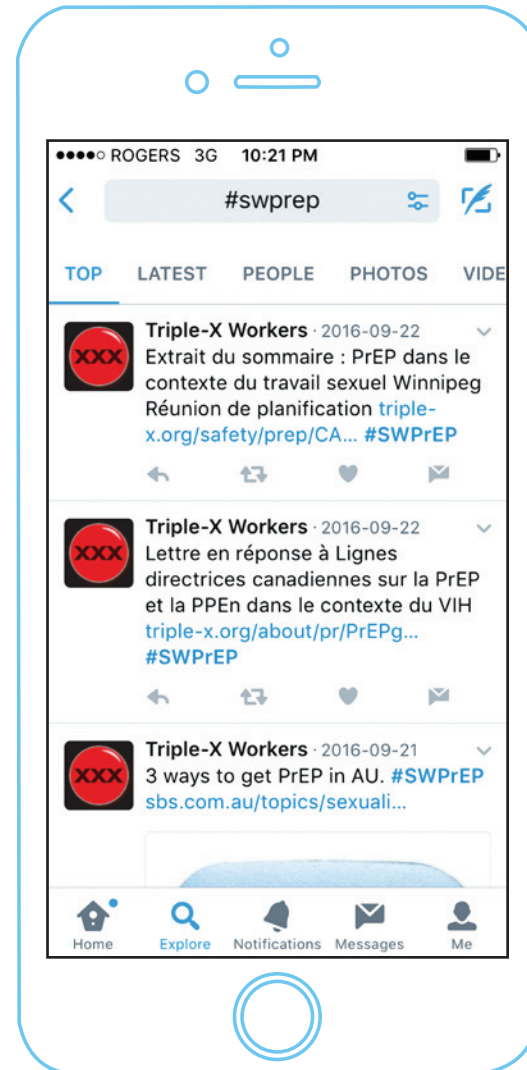 ROGERS 3G 10:21 PM
#swprep
TOP LATEST PEOPLE PHOTOS VIDE
Triple-X Workers · 2016-09-22
XXX
Extrait du sommaire : PrEP dans le
contexte du travail sexuel Winnipeg
Réunion de planification triple-
x.org/safety/prep/CA... #SWPrEP
Triple-X Workers · 2016-09-22
XXX
Lettre en réponse à Lignes
directrices canadiennes sur la PrEP
et la PPEn dans le contexte du VIH
triple-x.org/about/pr/PrEPg...
#SWPrEP
Triple-X Workers · 2016-09-21
XXX
3 ways to get PrEP in AU. #SWPrEP
sbs.com.au/topics/sexuali...
Home Explore Notifications Messages Me